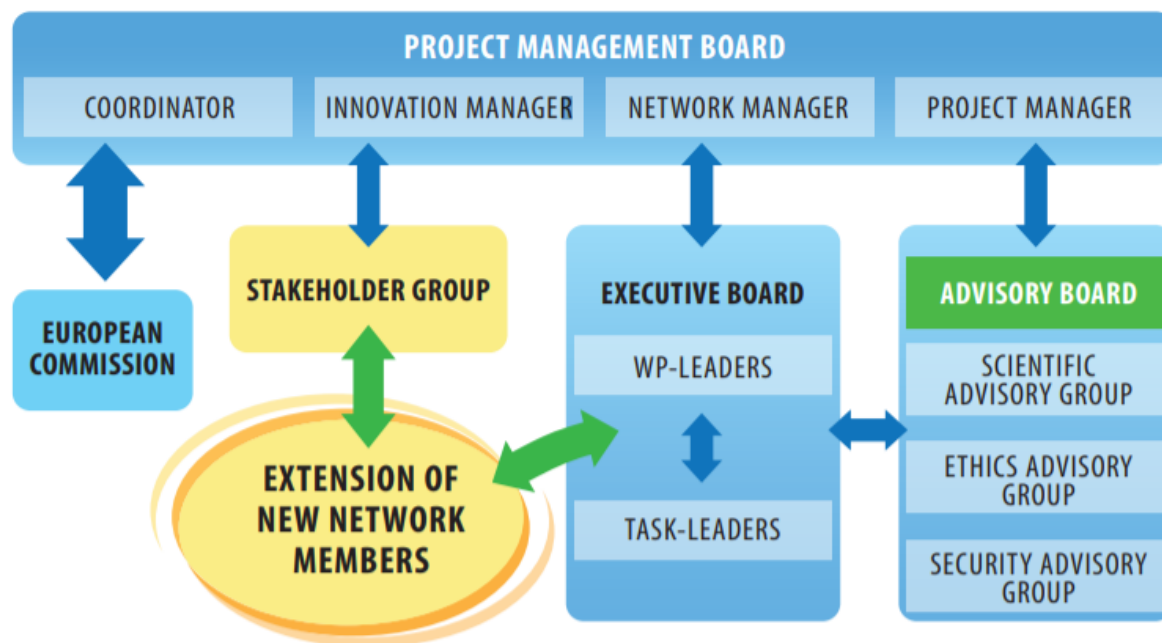 PROJECT MANAGEMENT BOARD
COORDINATOR
INNOVATION MANAGER
NETWORK MANAGER
PROJECT MANAGER
EUROPEAN
COMMISSION
STAKEHOLDER GROUP
EXTENSION OF
NEW NETWORK
MEMBERS
EXECUTIVE BOARD
WP-LEADERS
TASK-LEADERS
ADVISORY BOARD
SCIENTIFIC
ADVISORY GROUP
ETHICS ADVISORY
GROUP
SECURITY ADVISORY
GROUP